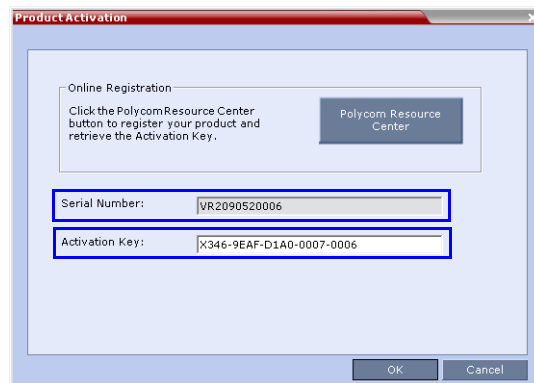 Product Activation
Online Registration
Click the Polycom Resource Center
button to register your product and
retrieve the Activation Key.
Polycom Resource
Center
Serial Number: VR2090520006
Activation Key: X346-9EAF-D1A0-0007-0006
OK Cancel